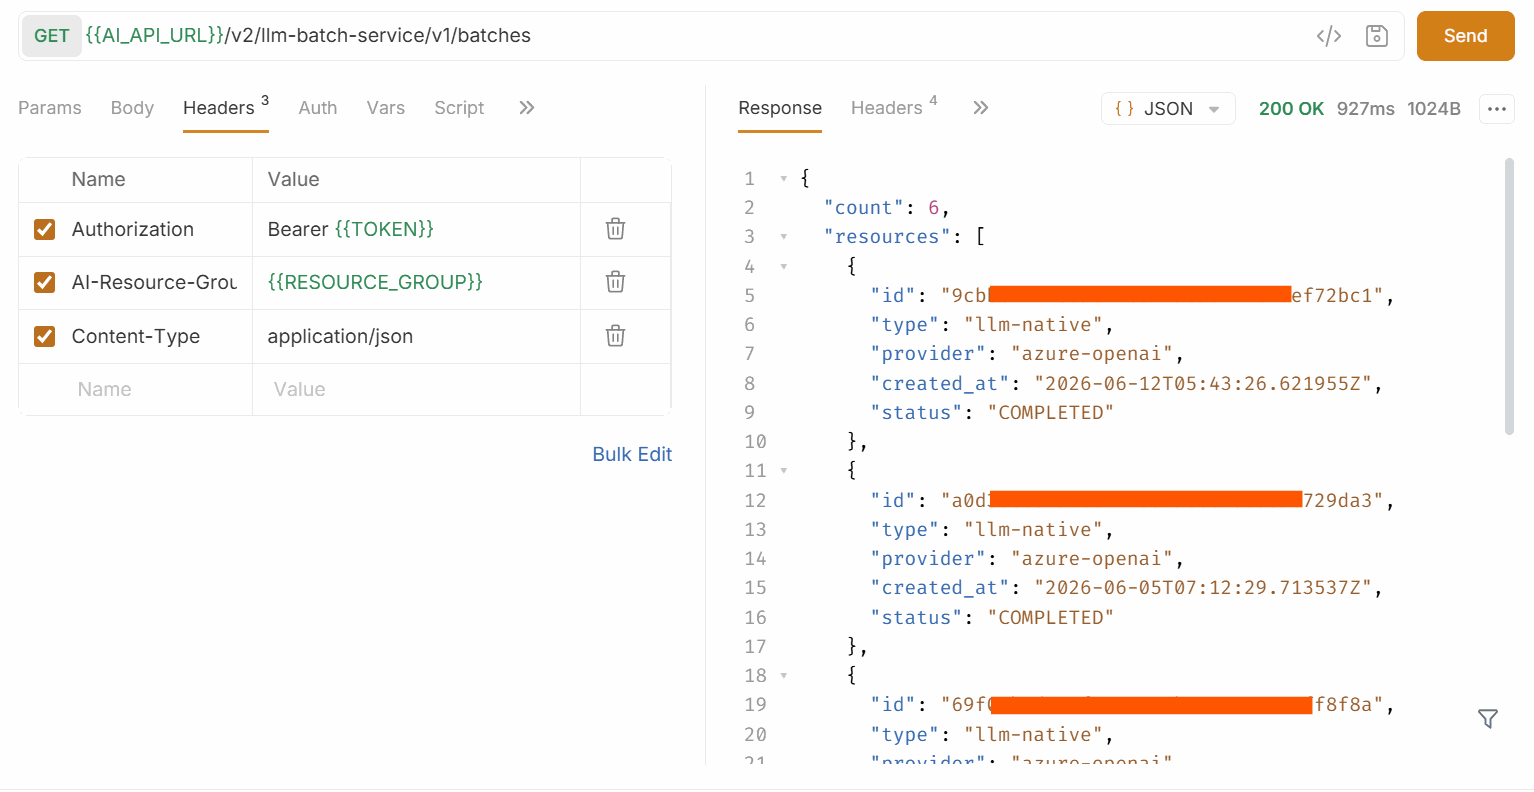 GET {{AI_API_URL}}/v2/llm-batch-service/v1/batches
</>
Send
Params Body Headers 3 Auth Vars Script
Name Value
Authorization Bearer {{TOKEN}}
AI-Resource-Grou {{RESOURCE_GROUP}}
Content-Type application/json
Name Value
Bulk Edit
Response Headers 4 { } JSON 200 OK 927ms 1024B
1 {
2 "count": 6,
3 "resources": [
4 {
5 "id": "9cb ef72bc1",
6 "type": "llm-native",
7 "provider": "azure-openai",
8 "created_at": "2026-06-12T05:43:26.621955Z",
9 "status": "COMPLETED"
10 },
11 {
12 "id": "a0d 729da3",
13 "type": "llm-native",
14 "provider": "azure-openai",
15 "created_at": "2026-06-05T07:12:29.713537Z",
16 "status": "COMPLETED"
17 },
18 {
19 "id": "69f f8f8a",
20 "type": "llm-native",
21 "provider": "azure-openai"